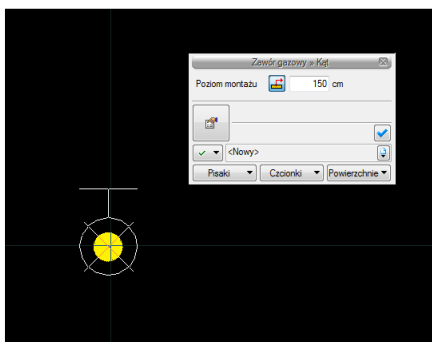 Zawór gazowy » Kąt
Poziom montażu 150 cm
<Nowy>
Pisaki Czcionki Powierzchnie